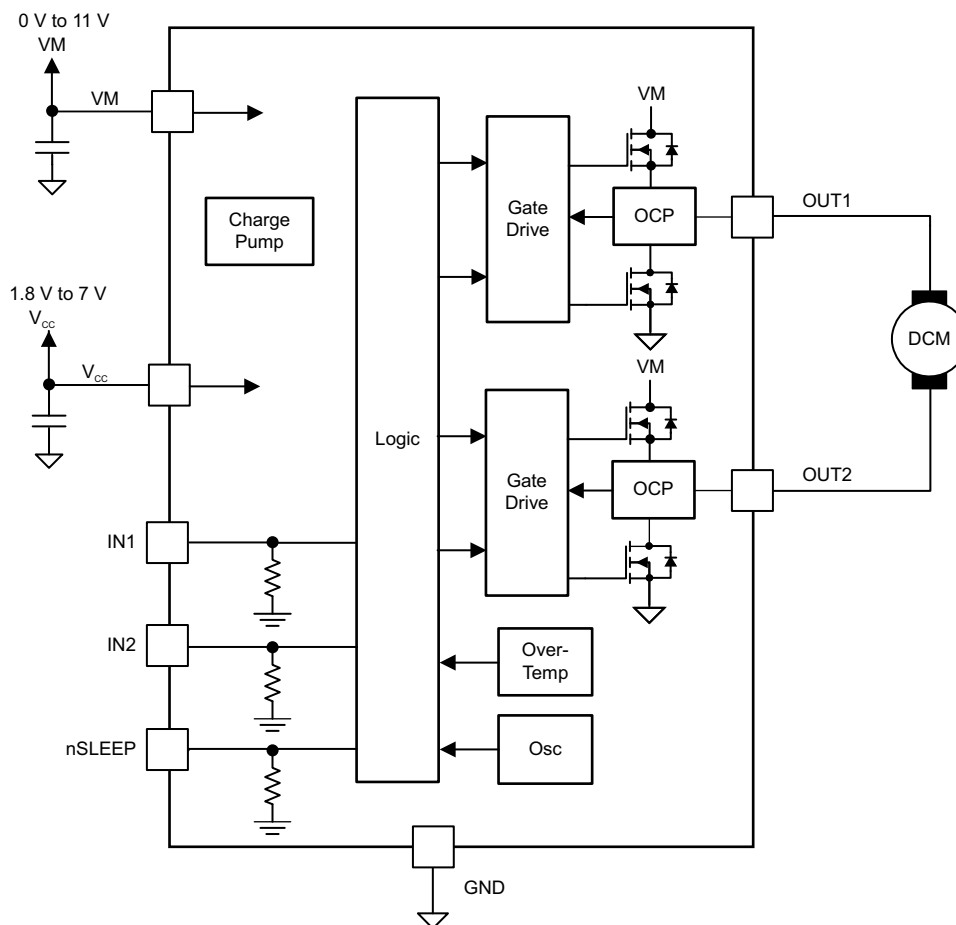 0 V to 11 V
VM
VM
Charge
Pump
1.8 V to 7 V
VCC
VCC
IN1
IN2
nSLEEP
Logic
Gate
Drive
VM
OCP
OUT1
DCM
VM
Gate
Drive
OCP
OUT2
Over-
Temp
Osc
GND